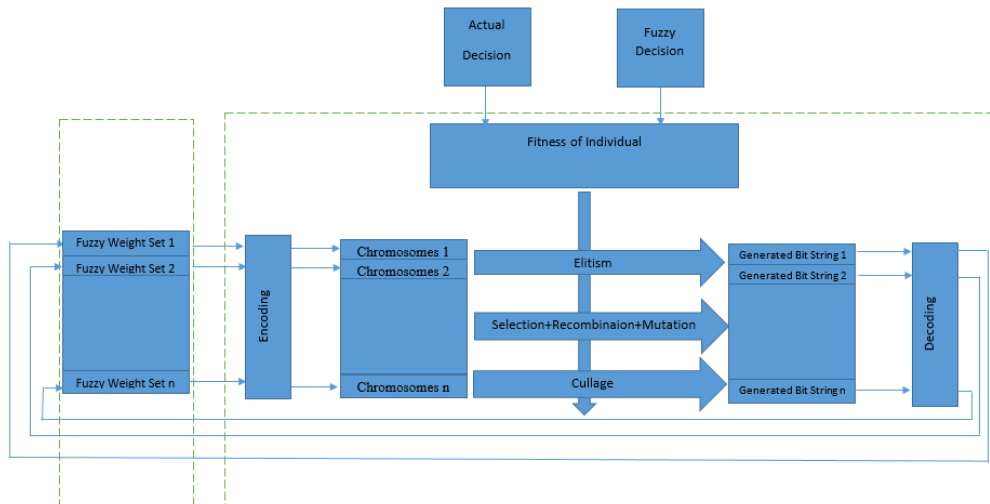 Actual
Decision
Fuzzy
Decision
Fitness of Individual
Fuzzy Weight Set 1
Fuzzy Weight Set 2
Fuzzy Weight Set n
Encoding
Chromosomes 1
Chromosomes 2
Chromosomes n
Elitism
Selection+Recombinaion+Mutation
Cullage
Generated Bit String 1
Generated Bit String 2
Generated Bit String n
Decoding